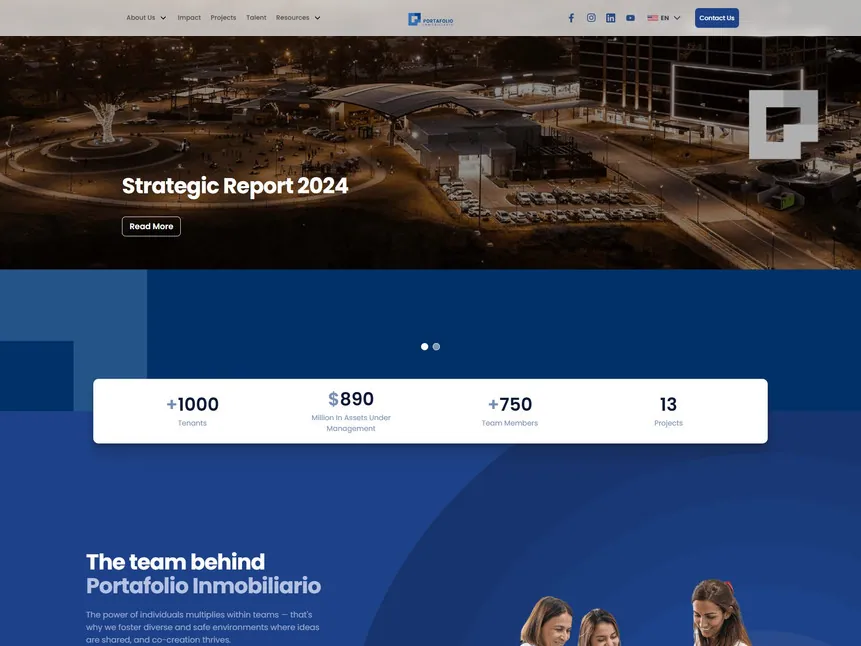 About Us
Impact
Projects
Talent
Resources
PORTAFOLIO
INMOBILIARIO
EN
Contact Us
Strategic Report 2024
Read More
+1000
Tenants
$890
Million In Assets Under
Management
+750
Team Members
13
Projects
The team behind
Portafolio Inmobiliario
The power of individuals multiplies within teams — that's
why we foster diverse and safe environments where ideas
are shared, and co-creation thrives.